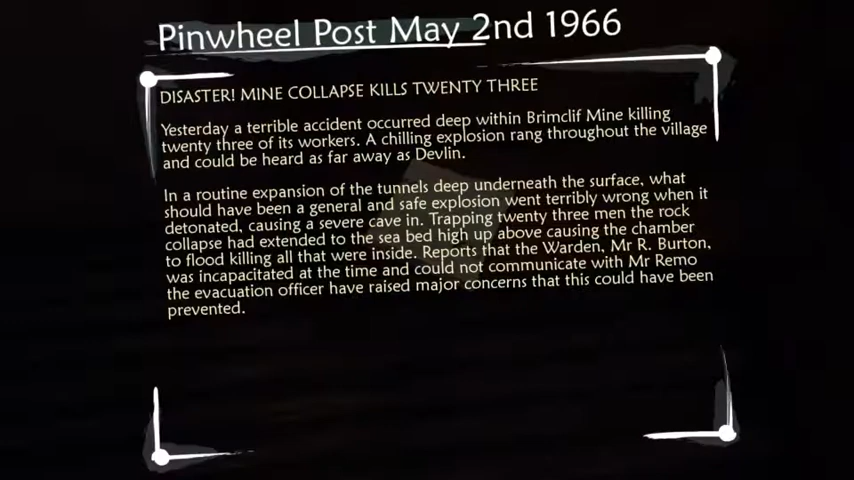 Pinwheel Post May 2nd 1966
DISASTER! MINE COLLAPSE KILLS TWENTY THREE
Yesterday a terrible accident occurred deep within Brimclif Mine killing
twenty three of its workers. A chilling explosion rang throughout the village
and could be heard as far away as Devlin.
In a routine expansion of the tunnels deep underneath the surface, what
should have been a general and safe explosion went terribly wrong when it
detonated, causing a severe cave in. Trapping twenty three men the rock
collapse had extended to the sea bed high up above causing the chamber
to flood killing all that were inside. Reports that the Warden, Mr R. Burton,
was incapacitated at the time and could not communicate with Mr Remo
the evacuation officer have raised major concerns that this could have been
prevented.